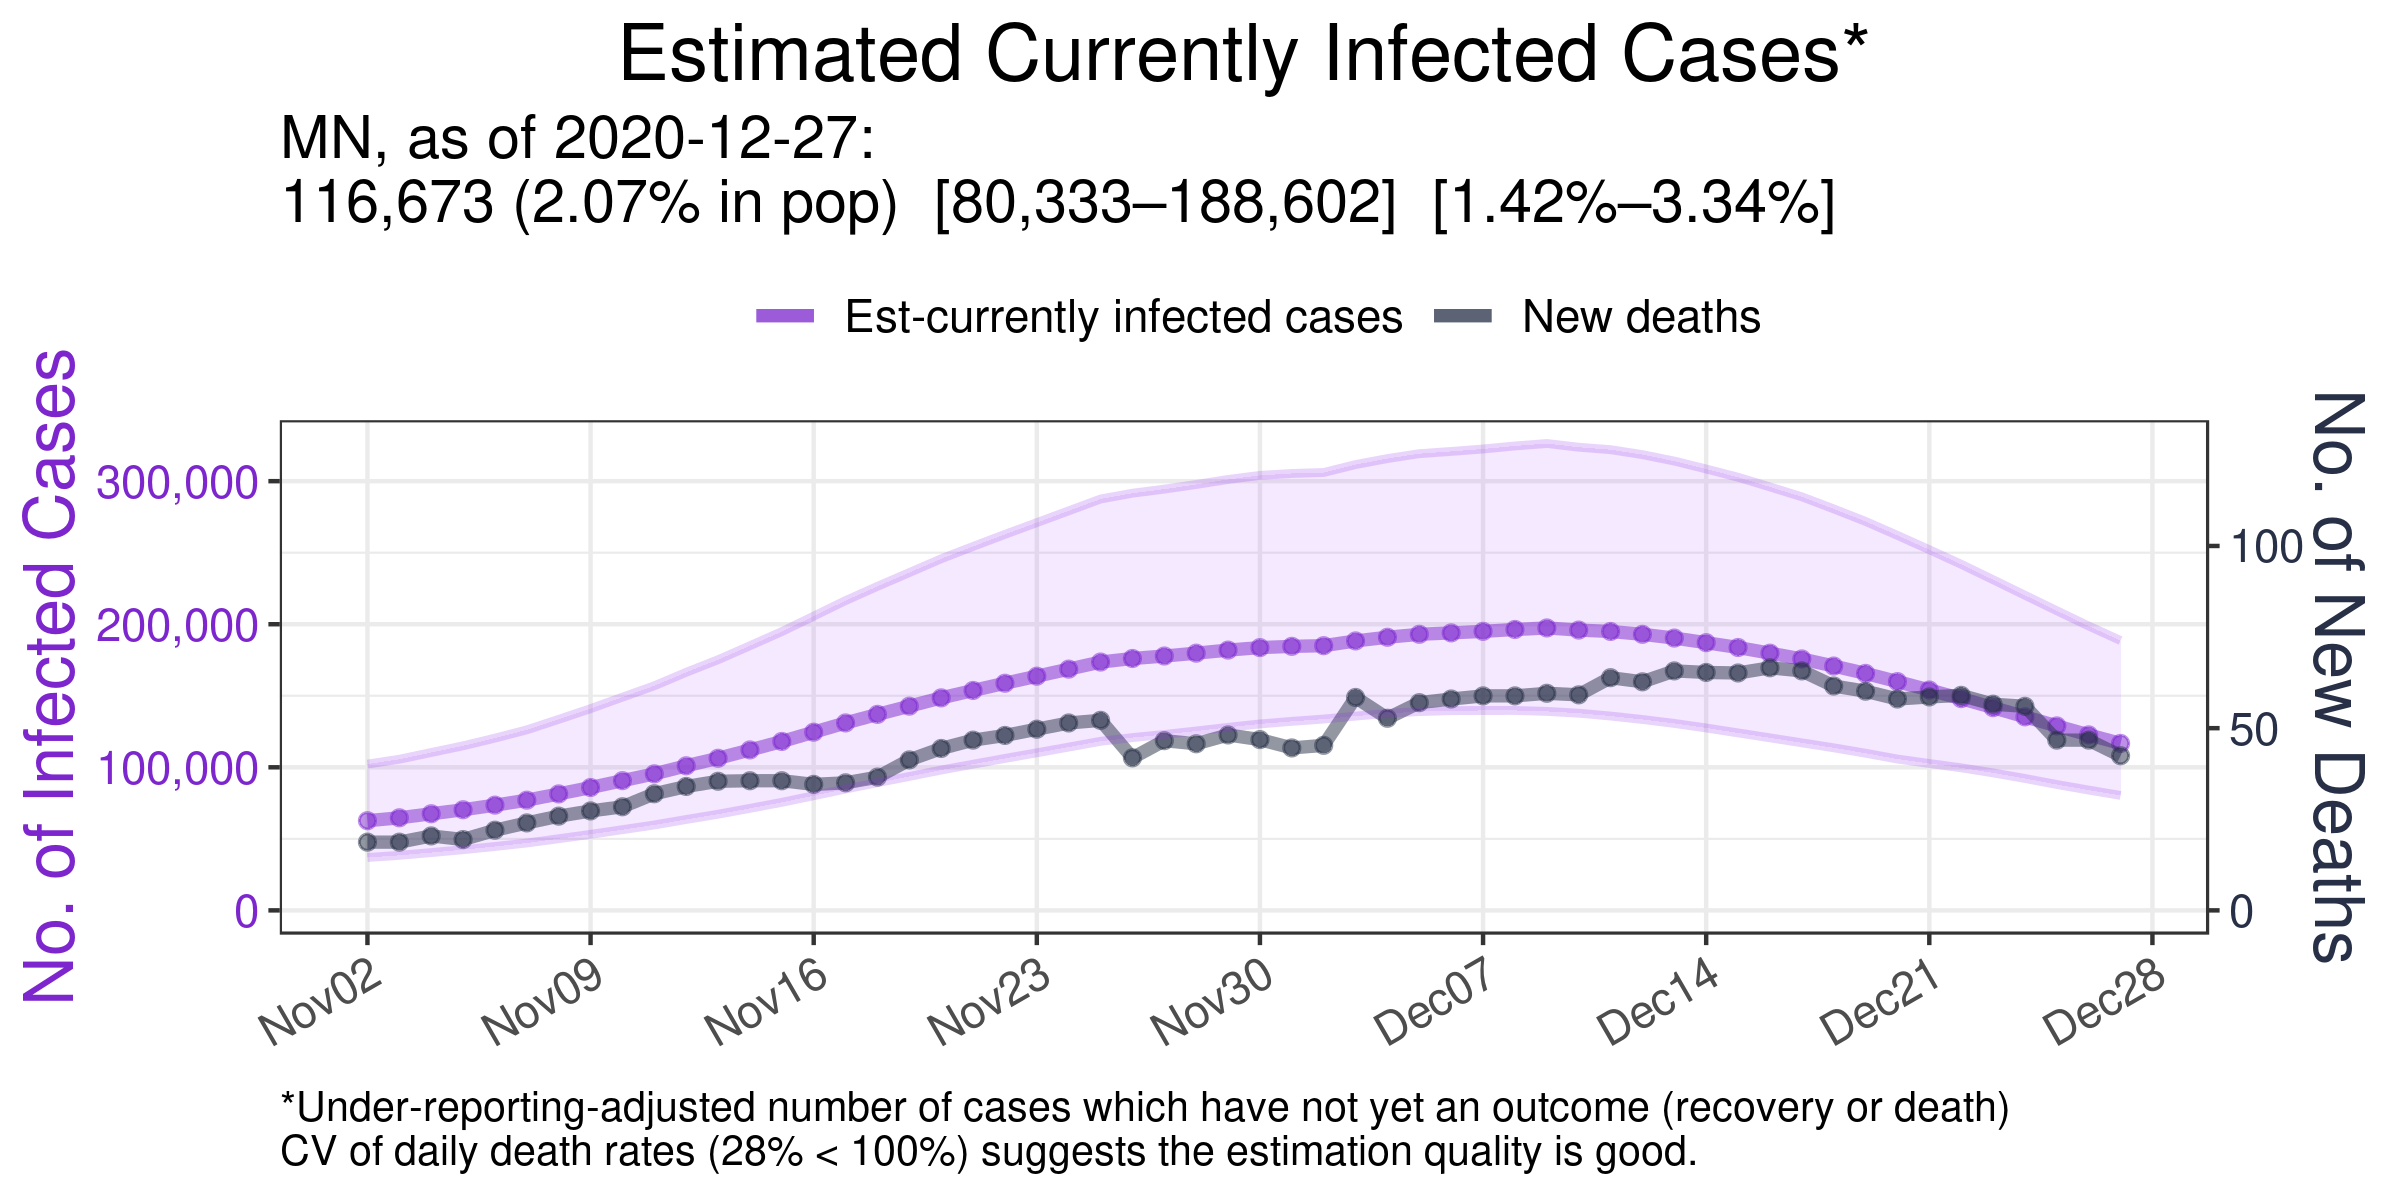 Estimated Currently Infected Cases*
MN, as of 2020-12-27:
116,673 (2.07% in pop)  [80,333–188,602]  [1.42%–3.34%]
Est-currently infected cases
New deaths
No. of Infected Cases
300,000
200,000
100,000
0
No. of New Deaths
100
50
0
Nov02
Nov09
Nov16
Nov23
Nov30
Dec07
Dec14
Dec21
Dec28
*Under-reporting-adjusted number of cases which have not yet an outcome (recovery or death)
CV of daily death rates (28% < 100%) suggests the estimation quality is good.